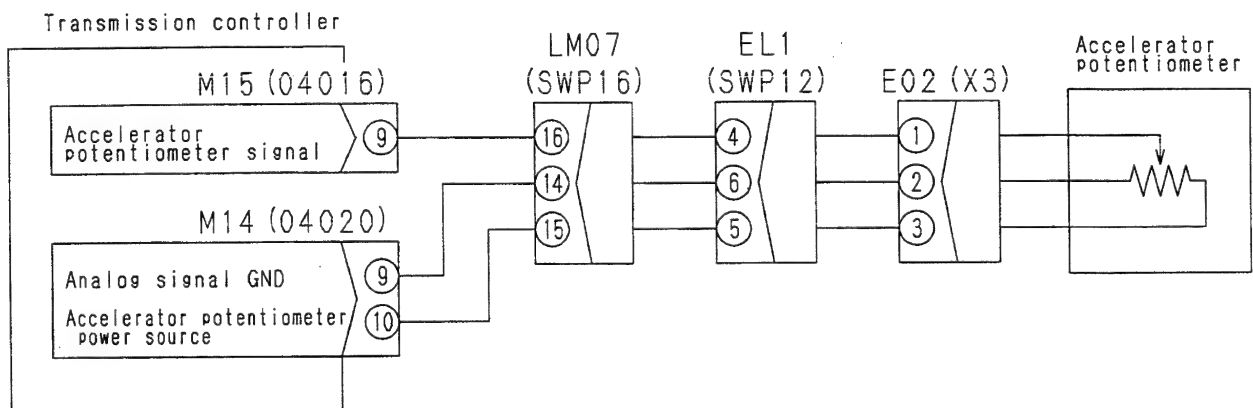 Transmission controller
M15 (04016)
Accelerator
potentiometer signal
9
M14 (04020)
Analog signal GND
9
Accelerator potentiometer
power source
10
LM07
(SWP16)
16
14
15
EL1
(SWP12)
4
6
5
E02 (X3)
1
2
3
Accelerator
potentiometer